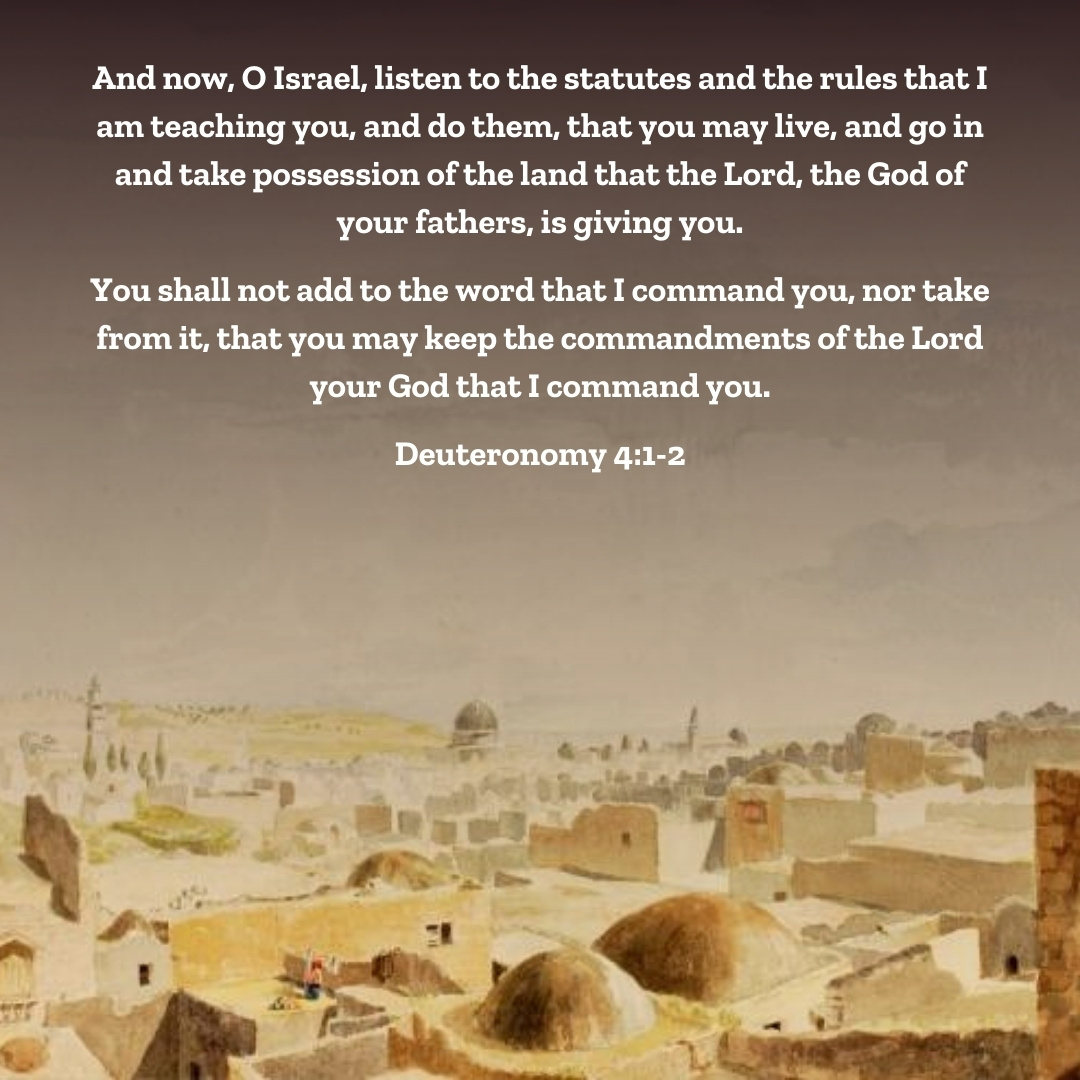 And now, O Israel, listen to the statutes and the rules that I
am teaching you, and do them, that you may live, and go in
and take possession of the land that the Lord, the God of
your fathers, is giving you.
You shall not add to the word that I command you, nor take
from it, that you may keep the commandments of the Lord
your God that I command you.
Deuteronomy 4:1-2